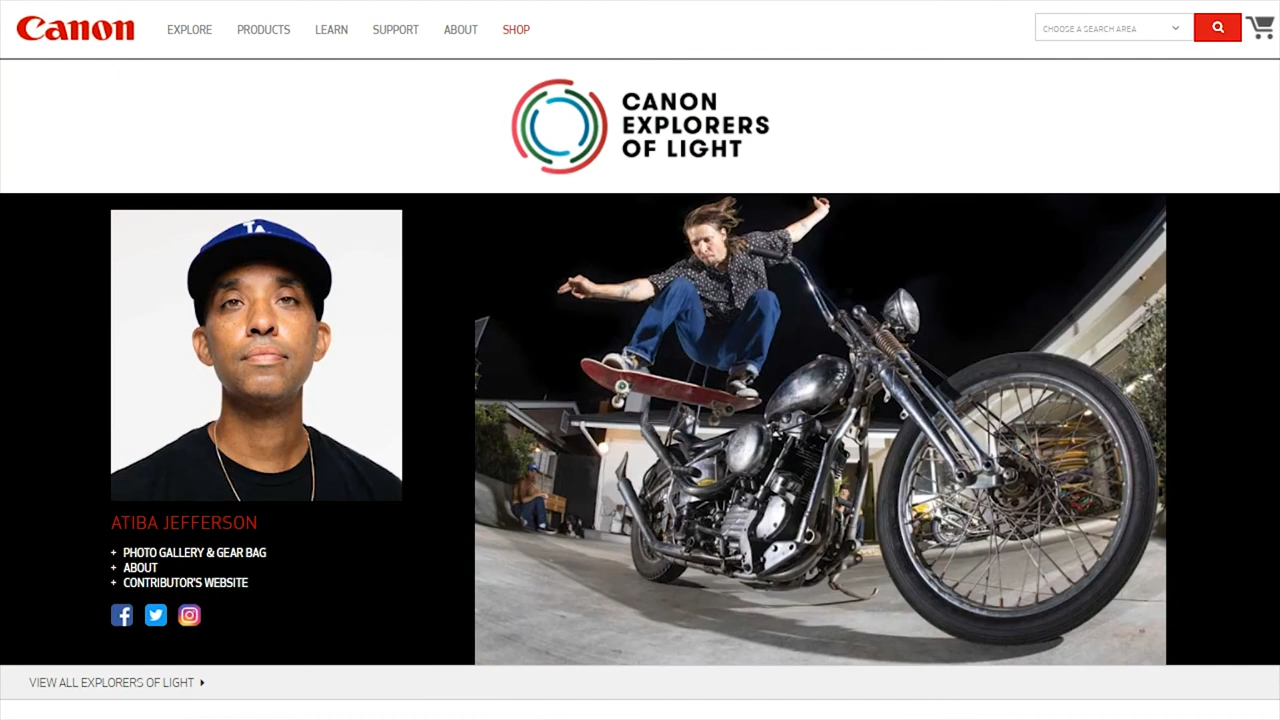 Canon
EXPLORE PRODUCTS LEARN SUPPORT ABOUT SHOP
CHOOSE A SEARCH AREA
CANON
EXPLORERS
OF LIGHT
TA
ATIBA JEFFERSON
+ PHOTO GALLERY & GEAR BAG
+ ABOUT
+ CONTRIBUTOR'S WEBSITE
VIEW ALL EXPLORERS OF LIGHT